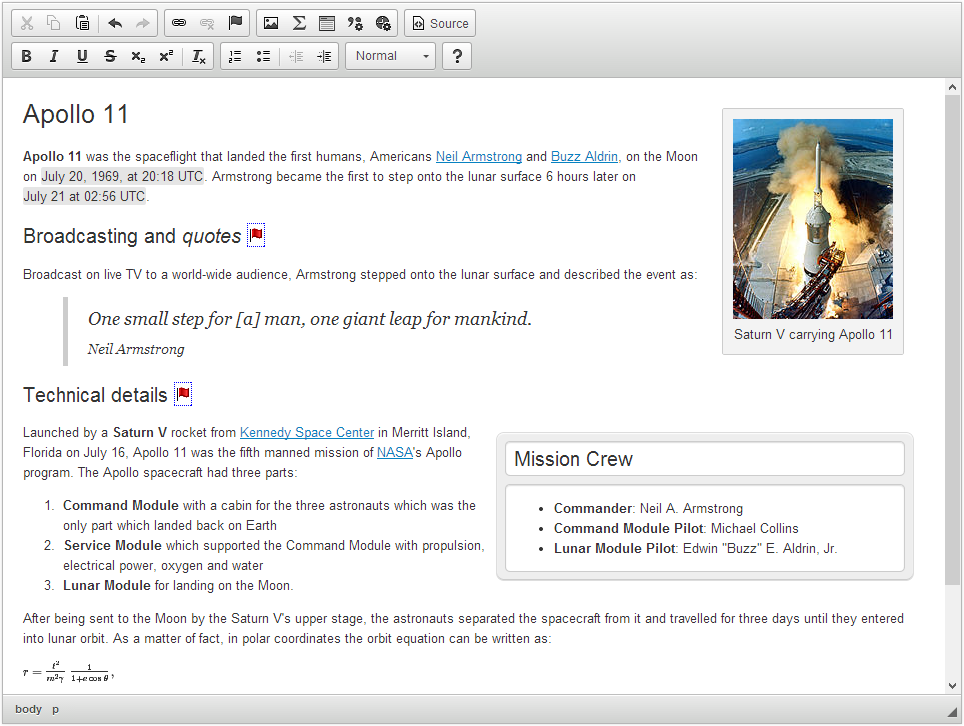 Source
B I U S x₂ x² Tx
Normal
?
Apollo 11
Apollo 11 was the spaceflight that landed the first humans, Americans Neil Armstrong and Buzz Aldrin, on the Moon
on July 20, 1969, at 20:18 UTC. Armstrong became the first to step onto the lunar surface 6 hours later on
July 21 at 02:56 UTC.
Saturn V carrying Apollo 11
Broadcasting and quotes
Broadcast on live TV to a world-wide audience, Armstrong stepped onto the lunar surface and described the event as:
One small step for [a] man, one giant leap for mankind.
Neil Armstrong
Technical details
Launched by a Saturn V rocket from Kennedy Space Center in Merritt Island,
Florida on July 16, Apollo 11 was the fifth manned mission of NASA's Apollo
program. The Apollo spacecraft had three parts:
1. Command Module with a cabin for the three astronauts which was the
only part which landed back on Earth
2. Service Module which supported the Command Module with propulsion,
electrical power, oxygen and water
3. Lunar Module for landing on the Moon.
Mission Crew
• Commander: Neil A. Armstrong
• Command Module Pilot: Michael Collins
• Lunar Module Pilot: Edwin "Buzz" E. Aldrin, Jr.
After being sent to the Moon by the Saturn V's upper stage, the astronauts separated the spacecraft from it and travelled for three days until they entered
into lunar orbit. As a matter of fact, in polar coordinates the orbit equation can be written as:
r = ℓ²/m²γ 1/1+e cos θ,
body p